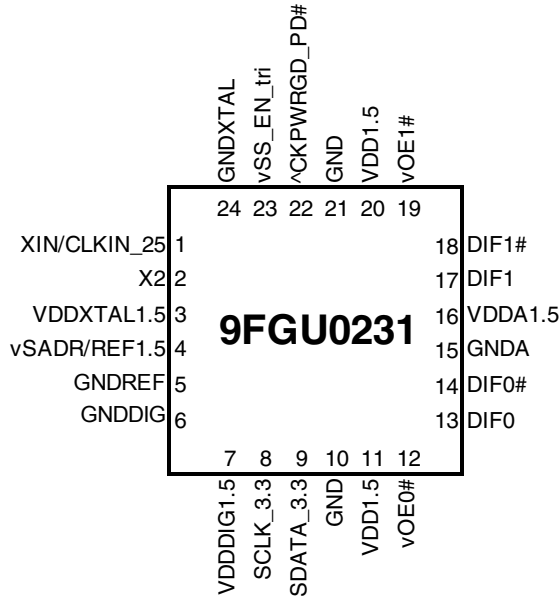 GNDXTAL
vSS_EN_tri
^CKPWRGD_PD#
GND
VDD1.5
vOE1#
24 23 22 21 20 19
XIN/CLKIN_25 1
X2 2
VDDXTAL1.5 3
vSADR/REF1.5 4
GNDREF 5
GNDDIG 6
9FGU0231
18 DIF1#
17 DIF1
16 VDDA1.5
15 GNDA
14 DIF0#
13 DIF0
7 8 9 10 11 12
VDDDIG1.5
SCLK_3.3
SDATA_3.3
GND
VDD1.5
vOE0#